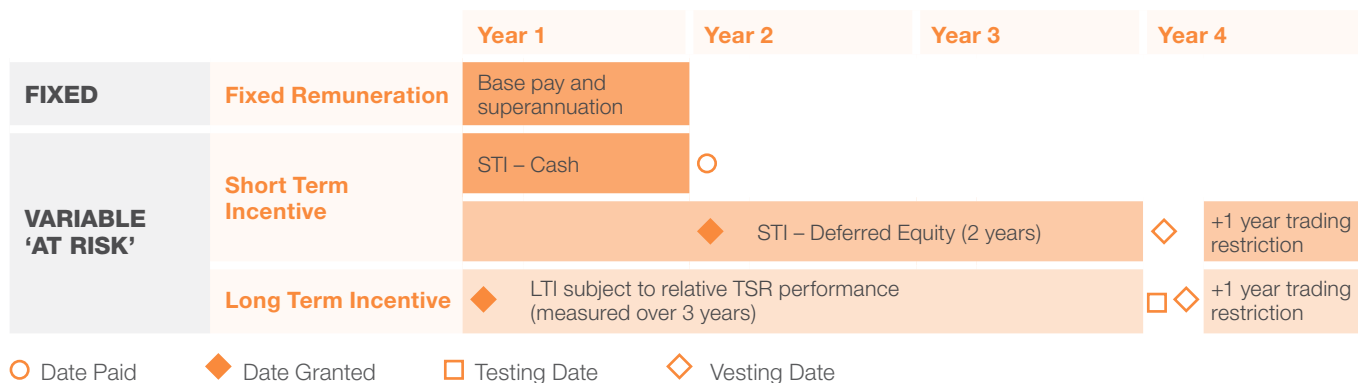 Year 1 Year 2 Year 3 Year 4
FIXED
Fixed Remuneration
Base pay and
superannuation
VARIABLE
‘AT RISK’
Short Term
Incentive
STI – Cash
STI – Deferred Equity (2 years)
+1 year trading
restriction
Long Term Incentive
LTI subject to relative TSR performance
(measured over 3 years)
+1 year trading
restriction
Date Paid Date Granted Testing Date Vesting Date